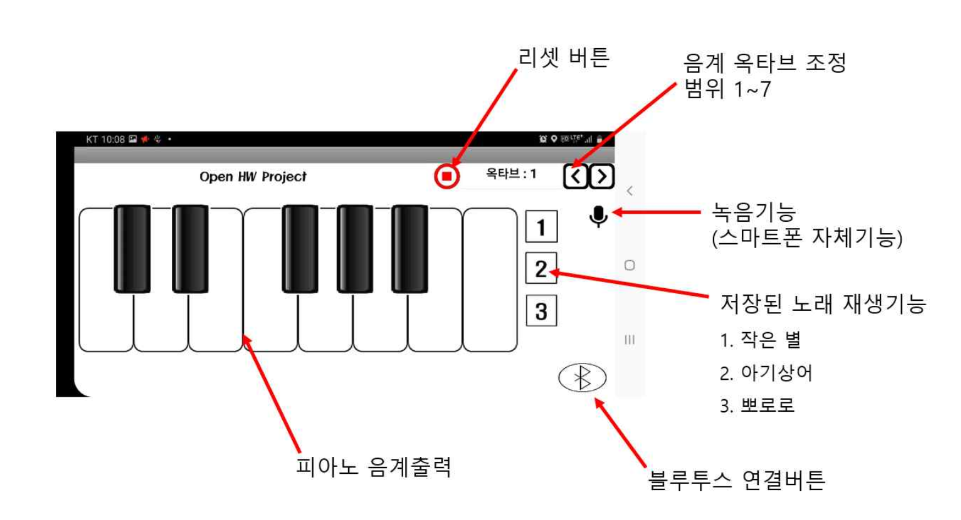 리셋 버튼
음계 옥타브 조정
범위 1~7
KT 10:08
Open HW Project
옥타브 : 1
1
2
3
녹음기능
(스마트폰 자체기능)
저장된 노래 재생기능
1. 작은 별
2. 아기상어
3. 뽀로로
피아노 음계출력
블루투스 연결버튼